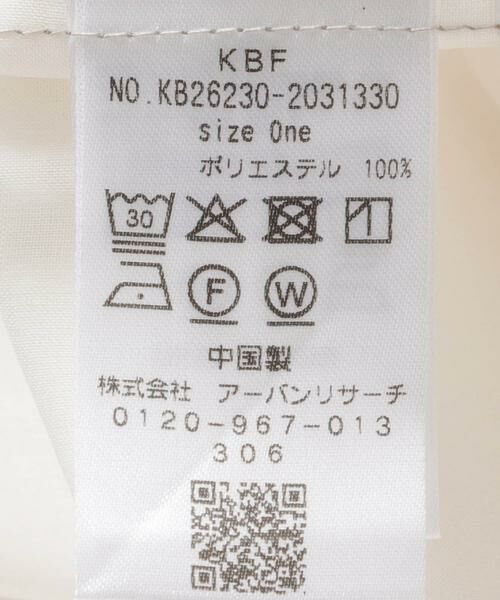 KBF
NO.KB26230-2031330
size One
ポリエステル 100%
30
F W
中国製
株式会社 アーバンリサーチ
0120-967-013
306